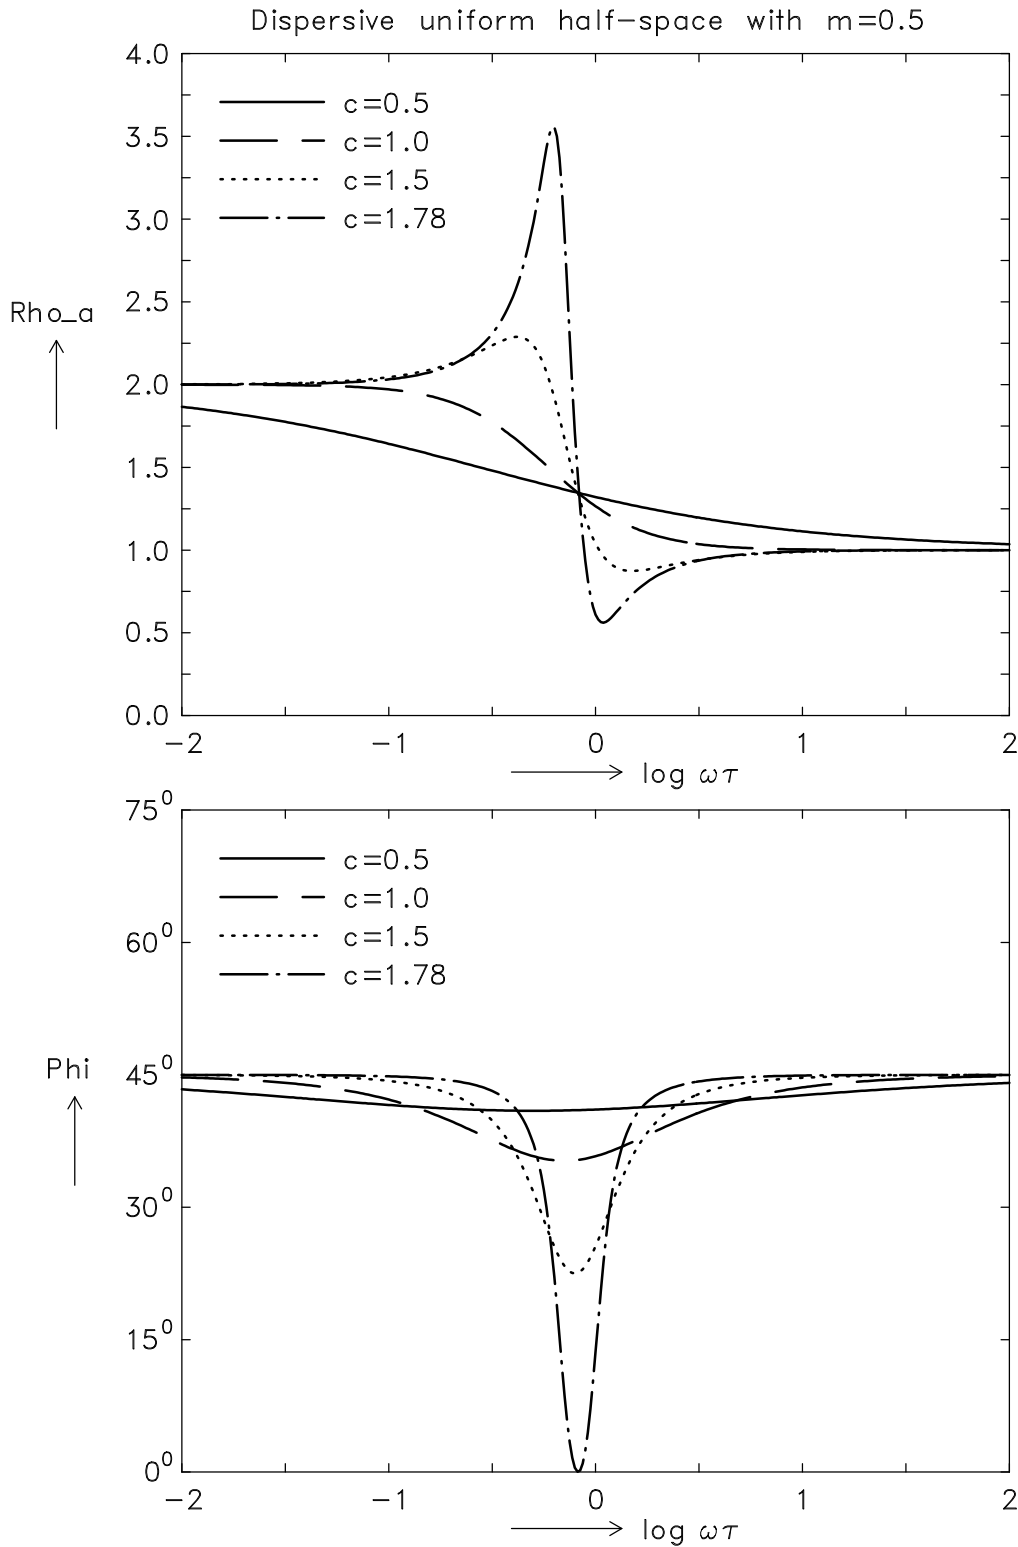 Dispersive uniform half-space with m=0.5
4.0
3.5
3.0
2.5
2.0
1.5
1.0
0.5
0.0
c=0.5
c=1.0
c=1.5
c=1.78
Rho_a
-2 -1 0 1 2
log ωτ
75⁰
60⁰
45⁰
30⁰
15⁰
0⁰
c=0.5
c=1.0
c=1.5
c=1.78
Phi
-2 -1 0 1 2
log ωτ